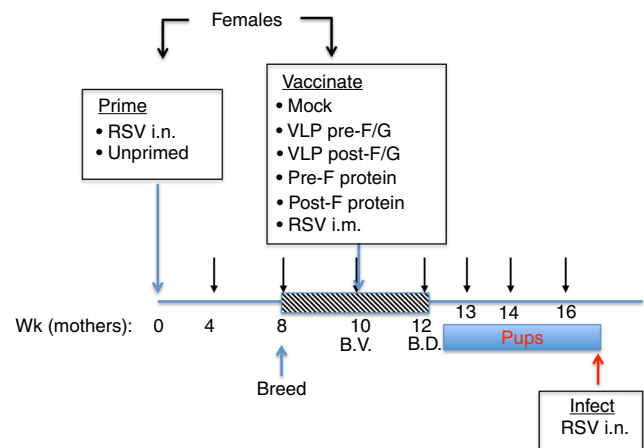 Females
Prime
• RSV i.n.
• Unprimed
Vaccinate
• Mock
• VLP pre-F/G
• VLP post-F/G
• Pre-F protein
• Post-F protein
• RSV i.m.
Wk (mothers): 0 4 8 10 12 13 14 16
B.V. B.D.
Pups
Breed
Infect
RSV i.n.